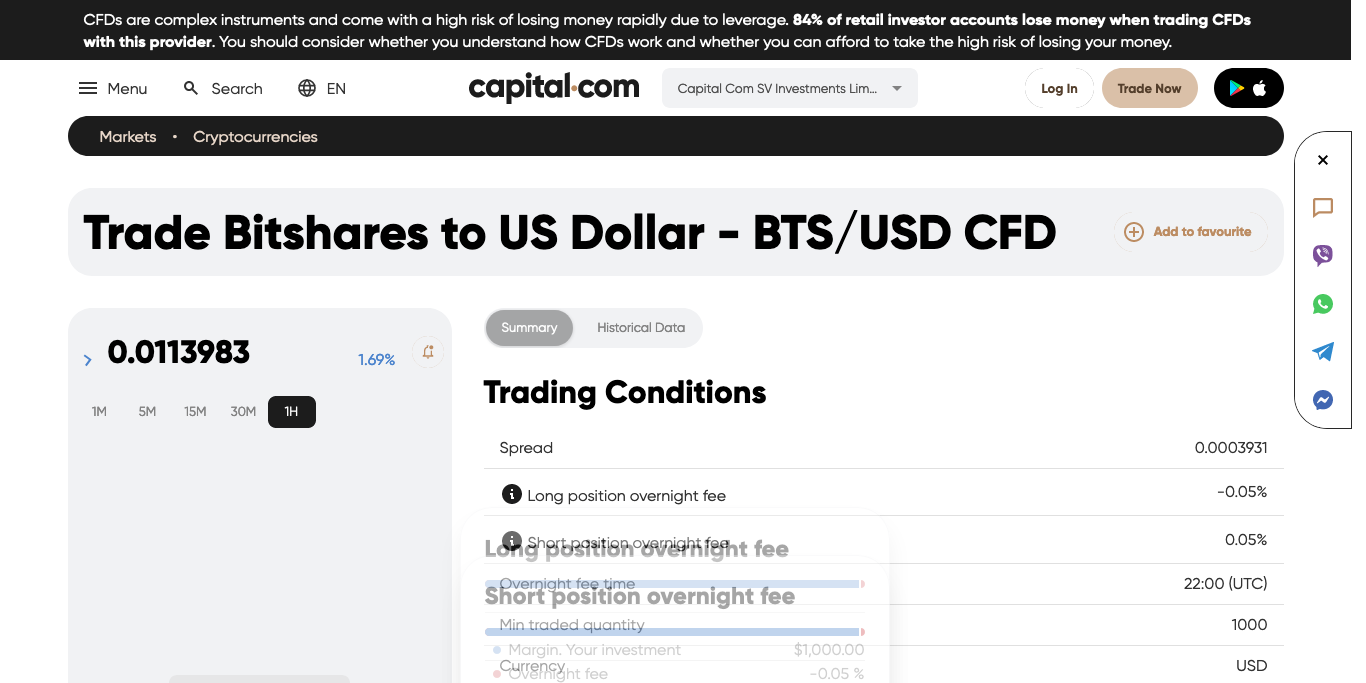 CFDs are complex instruments and come with a high risk of losing money rapidly due to leverage. 84% of retail investor accounts lose money when trading CFDs
with this provider. You should consider whether you understand how CFDs work and whether you can afford to take the high risk of losing your money.
Menu
Search
EN
capital.com
Capital Com SV Investments Lim...
Log In
Trade Now
Markets • Cryptocurrencies
Trade Bitshares to US Dollar - BTS/USD CFD
Add to favourite
0.0113983
1.69%
1M 5M 15M 30M 1H
Summary
Historical Data
Trading Conditions
Spread 0.0003931
Long position overnight fee -0.05%
Short position overnight fee 0.05%
Long position overnight fee
Overnight fee time 22:00 (UTC)
Short position overnight fee
Min traded quantity 1000
Margin. Your investment $1,000.00
Currency USD
Overnight fee -0.05 %